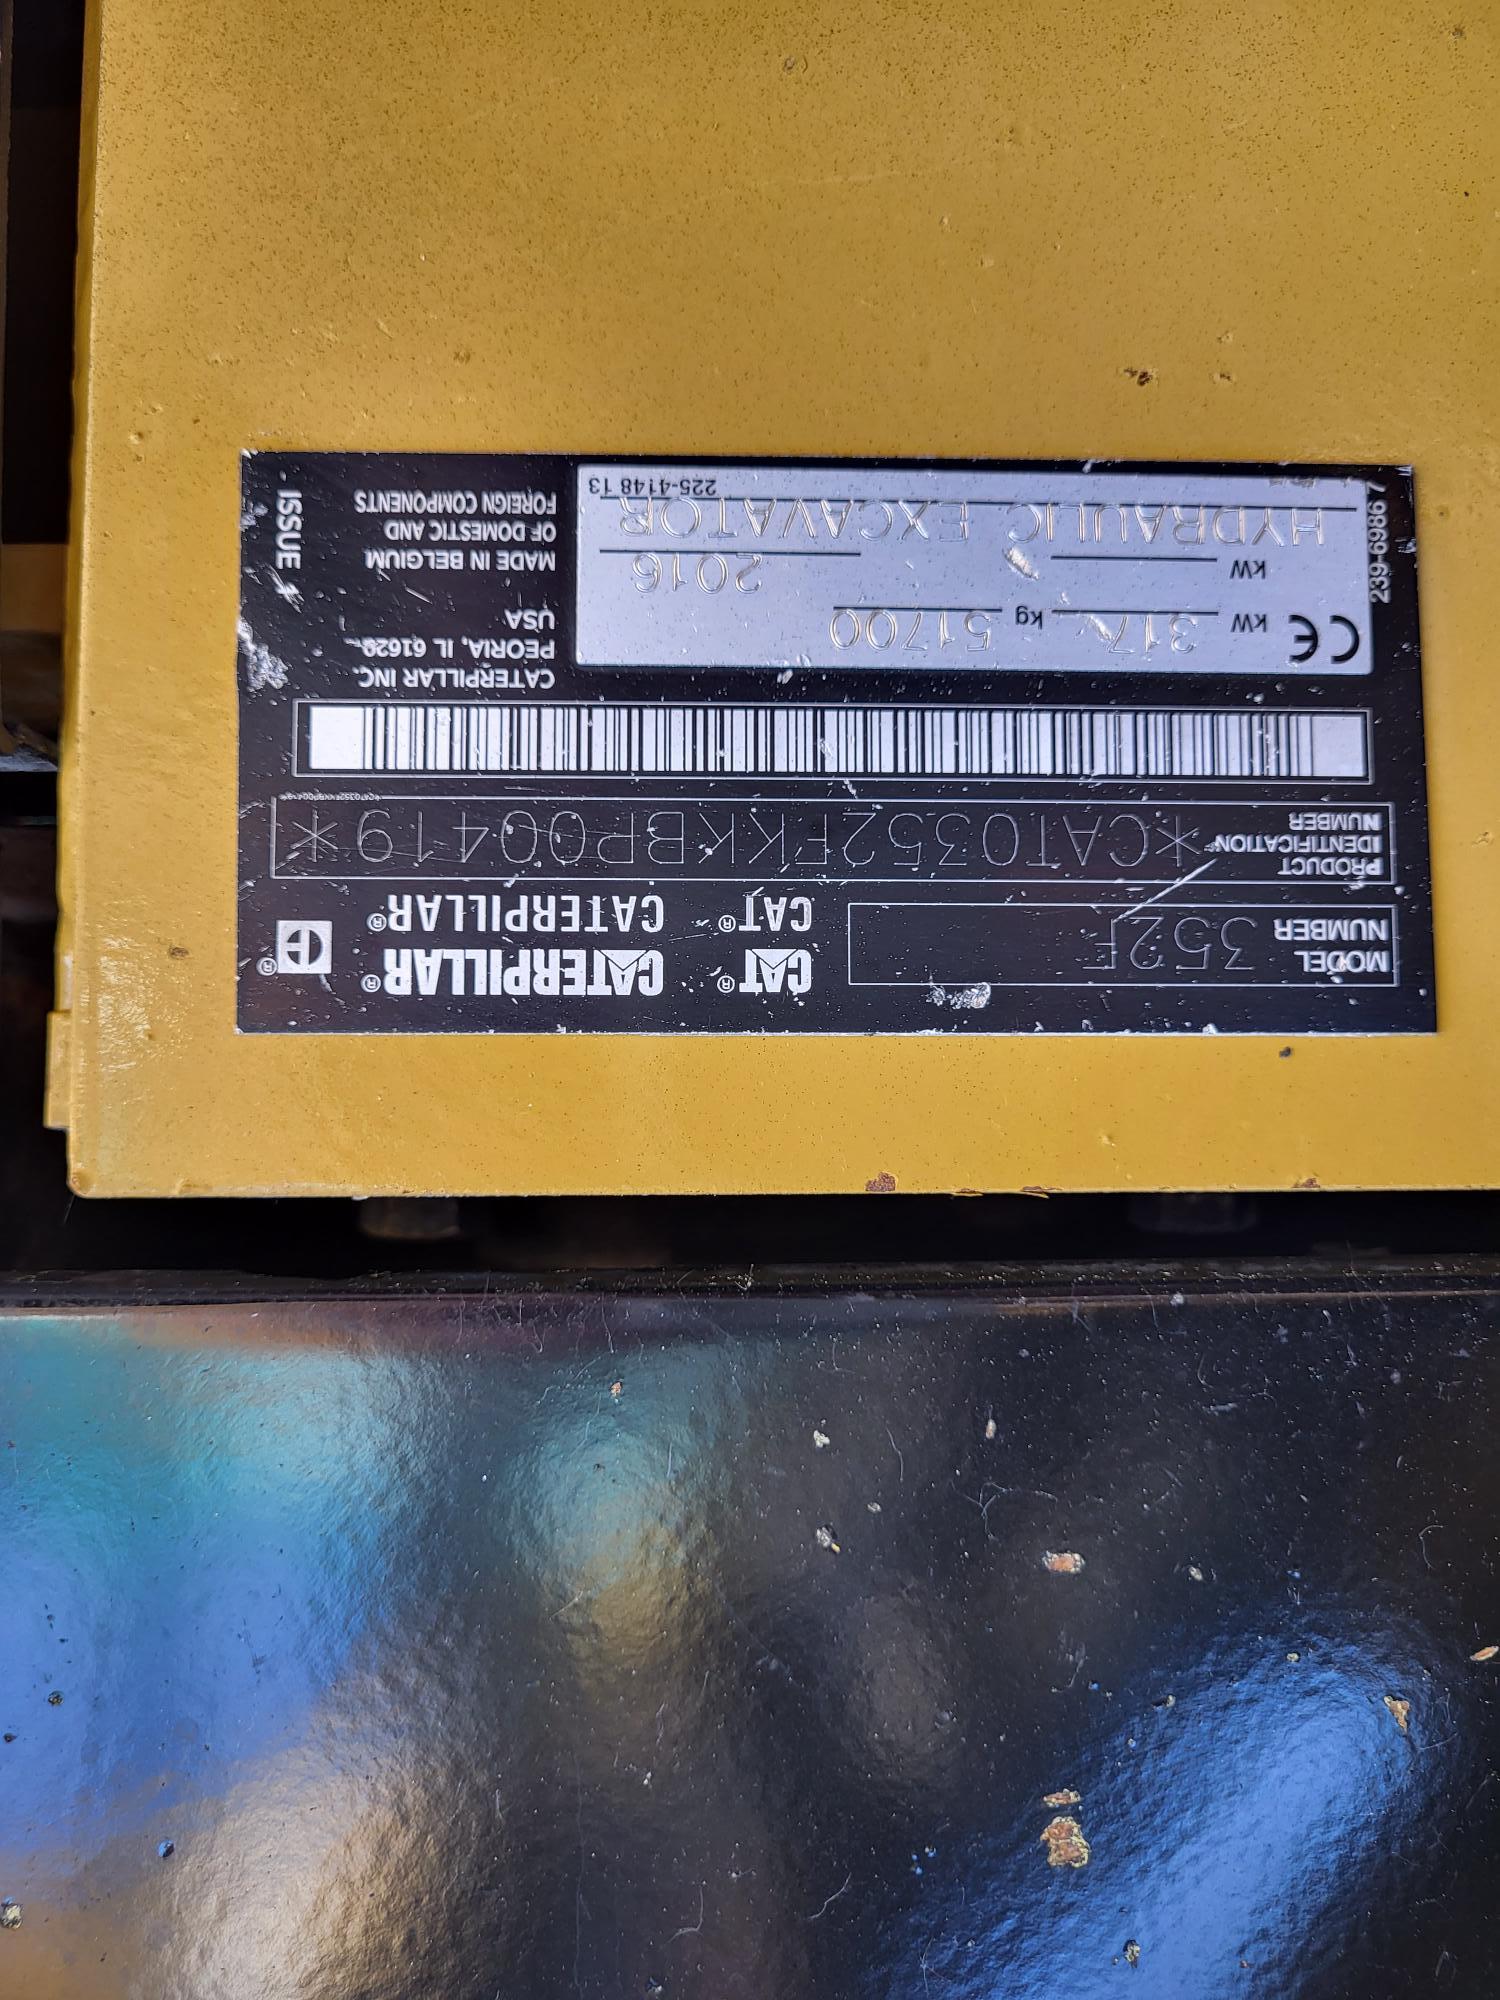 MODEL NUMBER 352F
CAT® CATERPILLAR®
CAT® CATERPILLAR®
PRODUCT IDENTIFICATION NUMBER *CAT0352FKKBP00419*
*CAT0352FKKBP00419*
CE kW 317 kg 51700
kW 2016
HYDRAULIC EXCAVATOR
225-4148 13
239-6986 7
CATERPILLAR INC.
PEORIA, IL 61629
USA
MADE IN BELGIUM
OF DOMESTIC AND
FOREIGN COMPONENTS
ISSUE